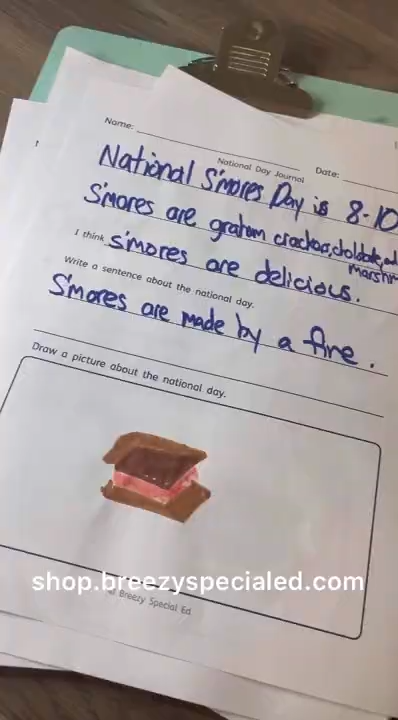 Name:
National Day Journal
Date:
National S'mores Day is 8-10
S'mores are graham crackers, chocolate, and
marshm
I think s'mores are delicious.
Write a sentence about the national day.
S'mores are made by a fire.
Draw a picture about the national day.
shop.breezyspecialed.com
Breezy Special Ed